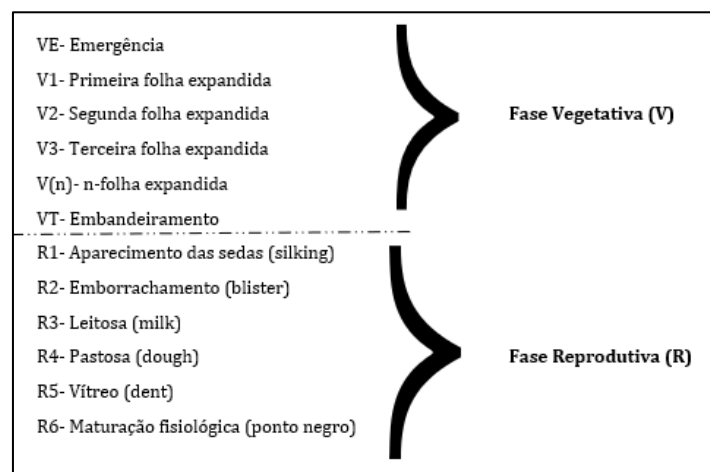 VE- Emergência
V1- Primeira folha expandida
V2- Segunda folha expandida
V3- Terceira folha expandida
V(n)- n-folha expandida
VT- Embandeiramento
Fase Vegetativa (V)
R1- Aparecimento das sedas (silking)
R2- Emborrachamento (blister)
R3- Leitosa (milk)
R4- Pastosa (dough)
R5- Vítreo (dent)
R6- Maturação fisiológica (ponto negro)
Fase Reprodutiva (R)